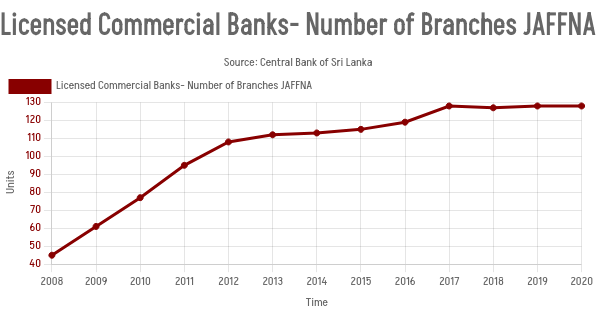 Licensed Commercial Banks- Number of Branches JAFFNA
Source: Central Bank of Sri Lanka
Licensed Commercial Banks- Number of Branches JAFFNA
130
120
110
100
90
80
70
60
50
40
Units
2008 2009 2010 2011 2012 2013 2014 2015 2016 2017 2018 2019 2020
Time